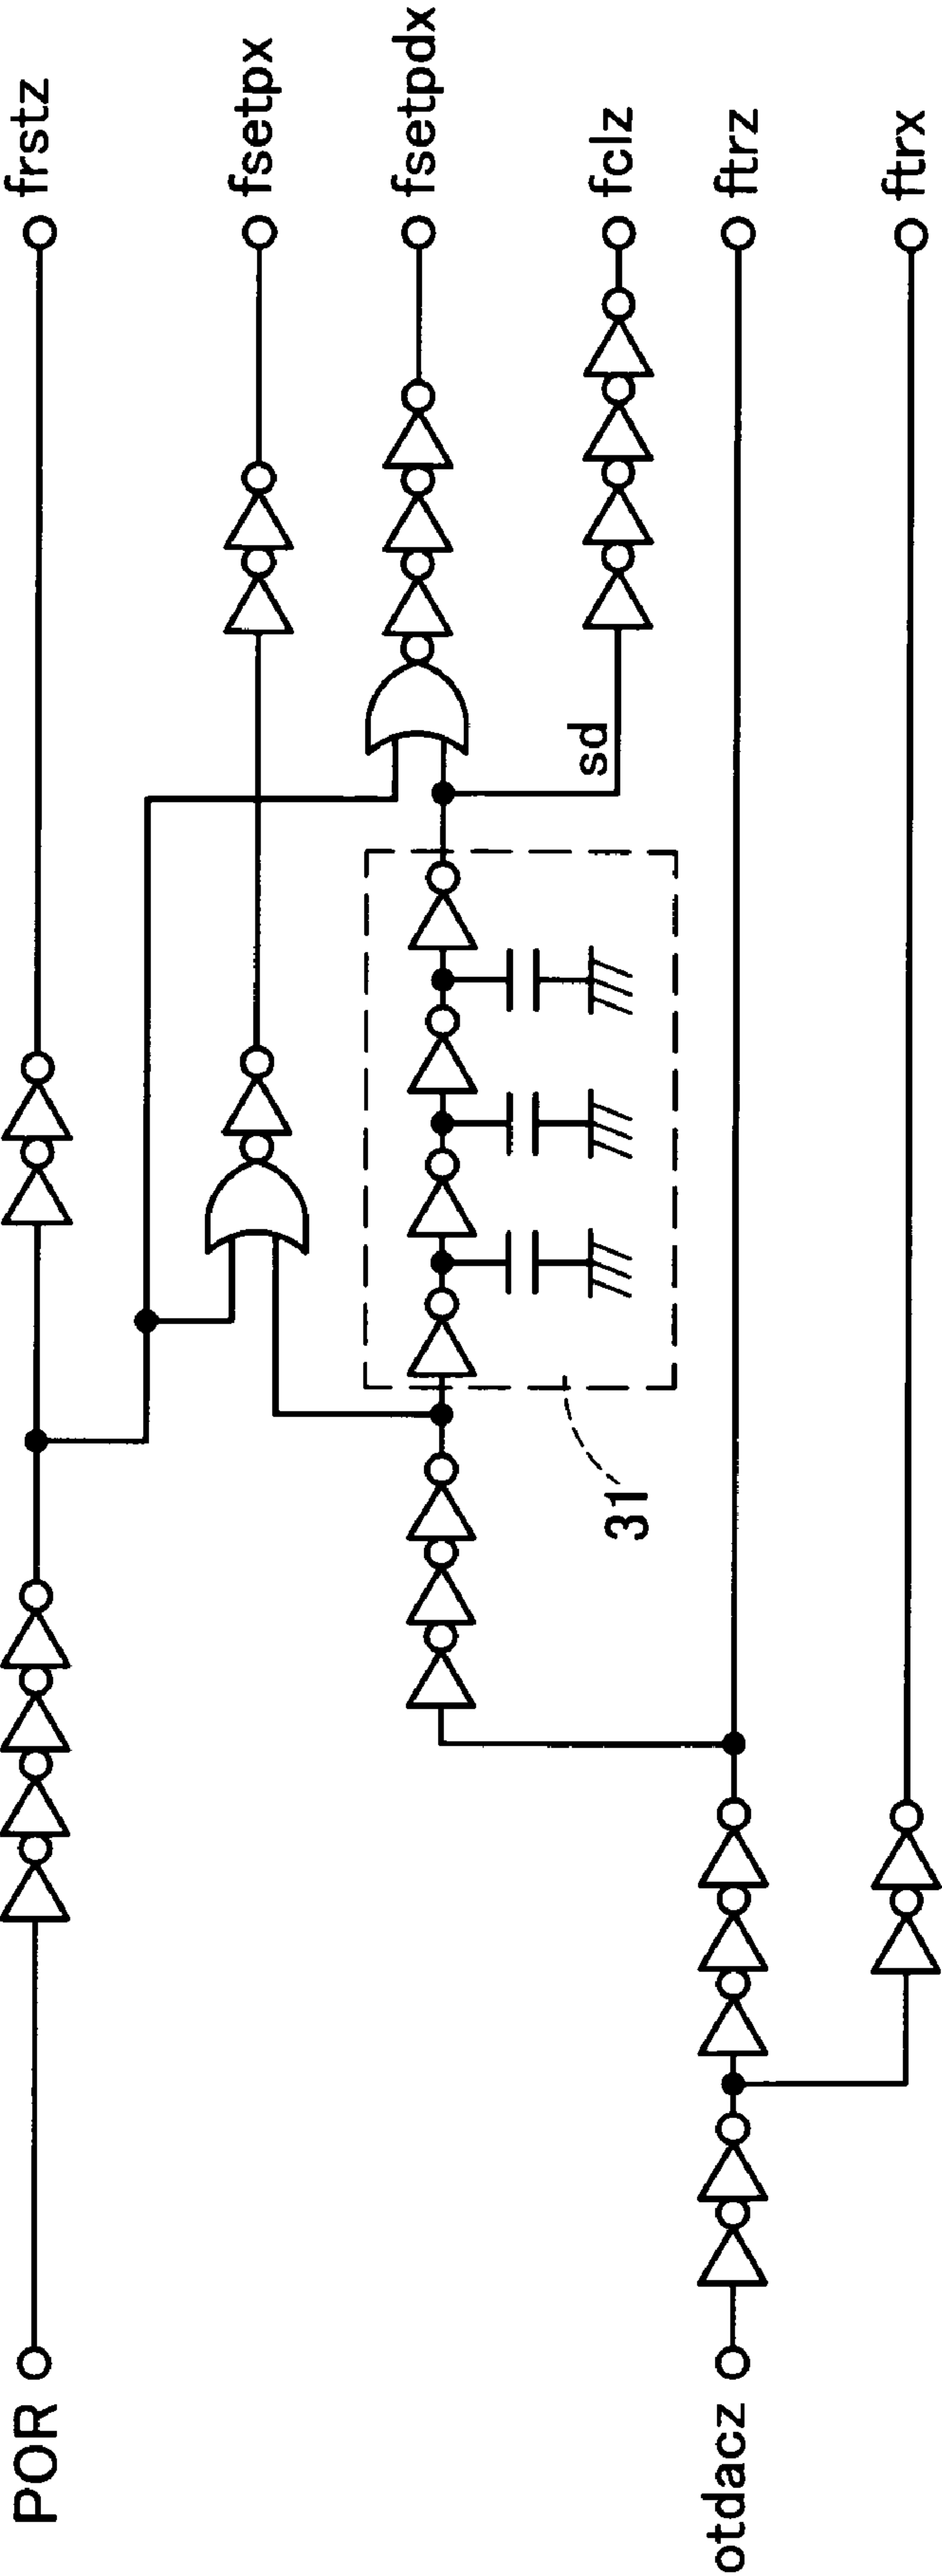 POR
frstz
fsetpx
fsetpdx
sd
fclz
31
otdacz
ftrz
ftrx